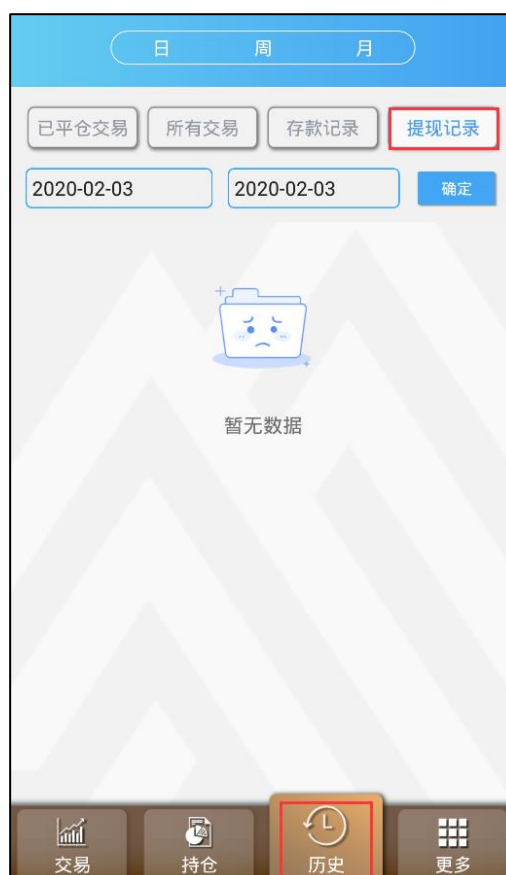 日 周 月
已平仓交易 所有交易 存款记录 提现记录
2020-02-03 2020-02-03 确定
暂无数据
交易 持仓 历史 更多